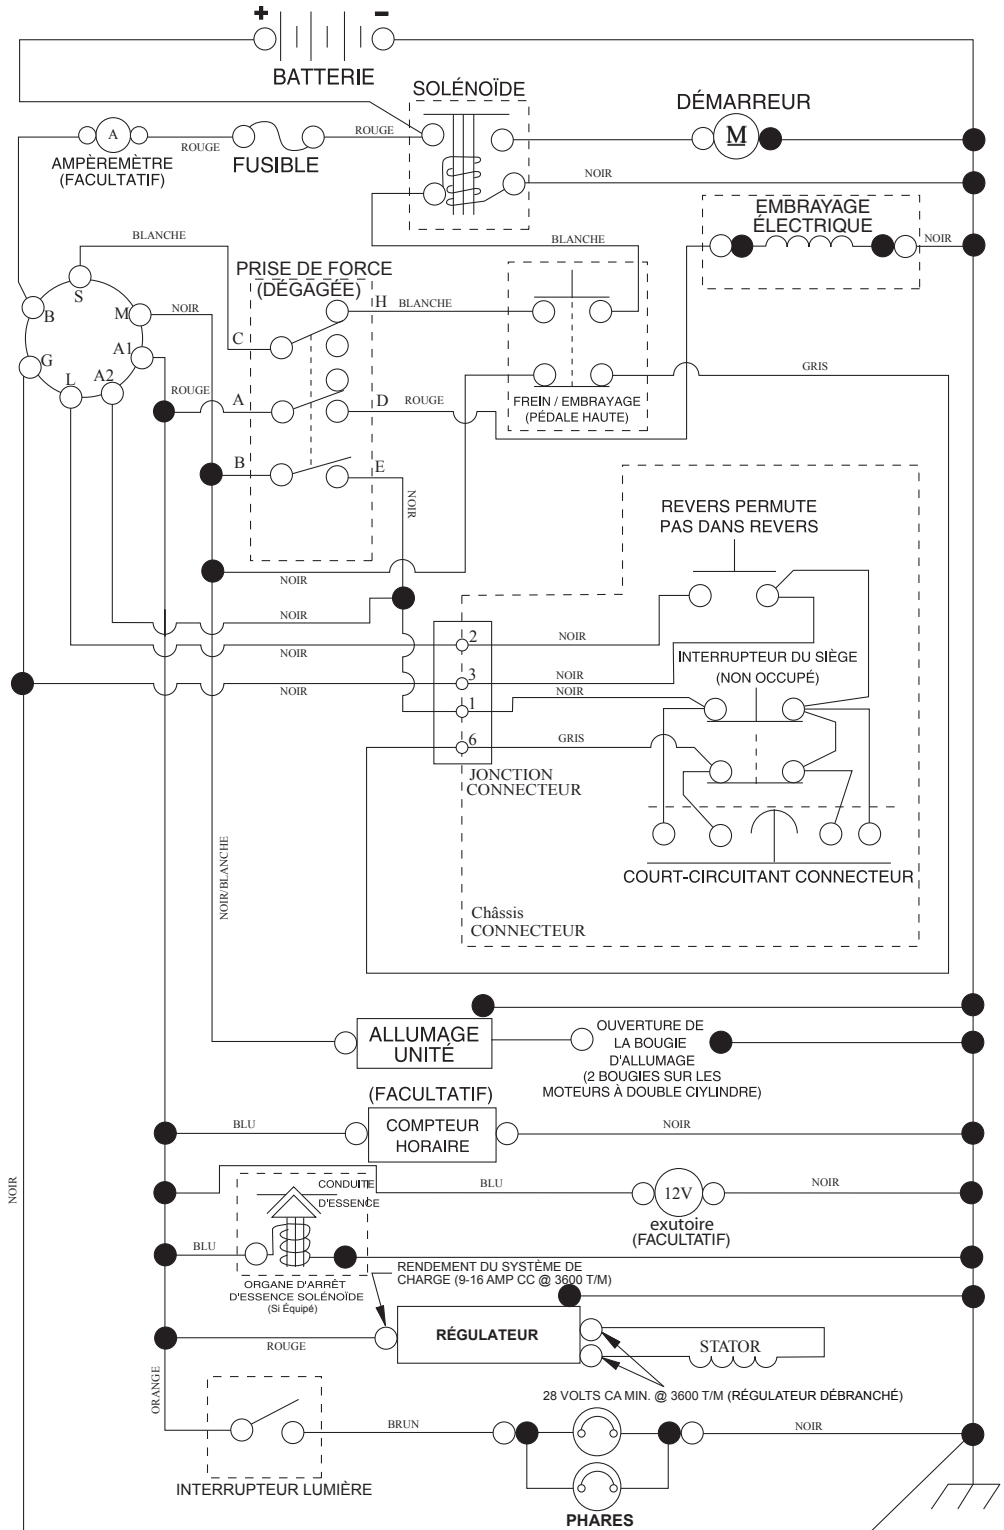 + -
BATTERIE
SOLÉNOÏDE
DÉMARREUR
A
ROUGE
ROUGE
M
AMPÈREMÈTRE
(FACULTATIF)
FUSIBLE
NOIR
EMBRAYAGE
ÉLECTRIQUE
NOIR
BLANCHE
BLANCHE
PRISE DE FORCE
(DÉGAGÉE)
S
B
M
NOIR
H
BLANCHE
C
G
A1
L
A2
ROUGE
A
D
ROUGE
GRIS
FREIN / EMBRAYAGE
(PÉDALE HAUTE)
B
E
NOIR
REVERS PERMUTE
PAS DANS REVERS
NOIR
NOIR
2
NOIR
NOIR
INTERRUPTEUR DU SIÈGE
(NON OCCUPÉ)
3
NOIR
NOIR
NOIR
1
6
GRIS
JONCTION
CONNECTEUR
NOIR/BLANCHE
COURT-CIRCUITANT CONNECTEUR
Châssis
CONNECTEUR
ALLUMAGE
UNITÉ
OUVERTURE DE
LA BOUGIE
D'ALLUMAGE
(2 BOUGIES SUR LES
MOTEURS À DOUBLE CIYLINDRE)
(FACULTATIF)
COMPTEUR
HORAIRE
BLU
NOIR
NOIR
CONDUITE
D'ESSENCE
BLU
12V
NOIR
exutoire
(FACULTATIF)
BLU
ORGANE D'ARRÊT
D'ESSENCE SOLÉNOÏDE
(Si Équipé)
RENDEMENT DU SYSTÈME DE
CHARGE (9-16 AMP CC @ 3600 T/M)
RÉGULATEUR
ROUGE
STATOR
28 VOLTS CA MIN. @ 3600 T/M (RÉGULATEUR DÉBRANCHÉ)
ORANGE
BRUN
NOIR
INTERRUPTEUR LUMIÈRE
PHARES